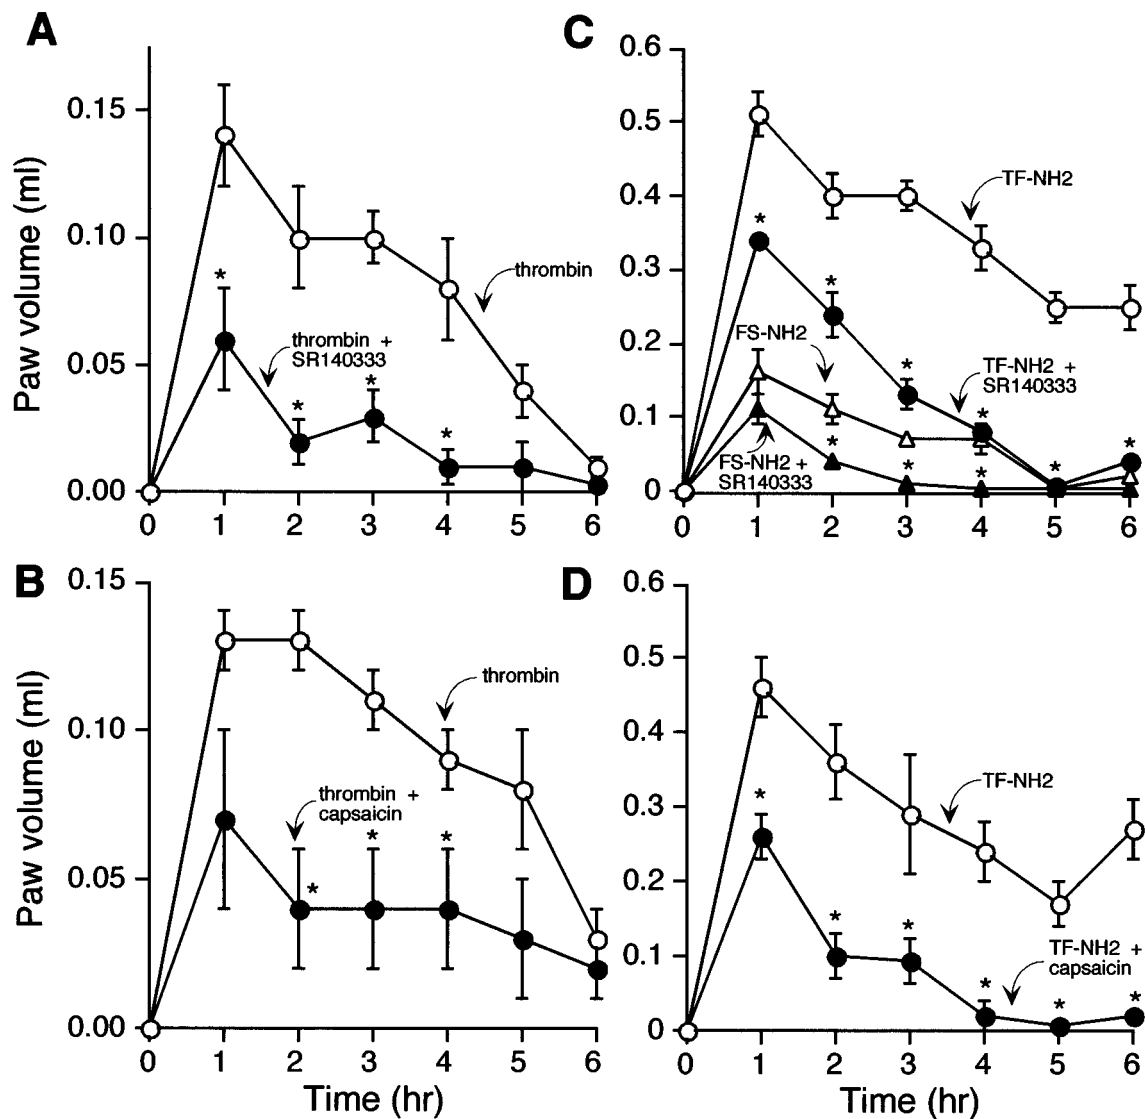 A
Paw volume (ml)
0.15
0.10
0.05
0.00
0 1 2 3 4 5 6
thrombin
thrombin +
SR140333
*
*
*
*
C
0.6
0.5
0.4
0.3
0.2
0.1
0
0 1 2 3 4 5 6
TF-NH2
FS-NH2
TF-NH2 +
SR140333
FS-NH2 +
SR140333
*
*
*
*
*
*
*
*
*
B
Paw volume (ml)
0.15
0.10
0.05
0.00
0 1 2 3 4 5 6
Time (hr)
thrombin
thrombin +
capsaicin
*
*
*
D
0.6
0.5
0.4
0.3
0.2
0.1
0
0 1 2 3 4 5 6
Time (hr)
TF-NH2
TF-NH2 +
capsaicin
*
*
*
*
*
*